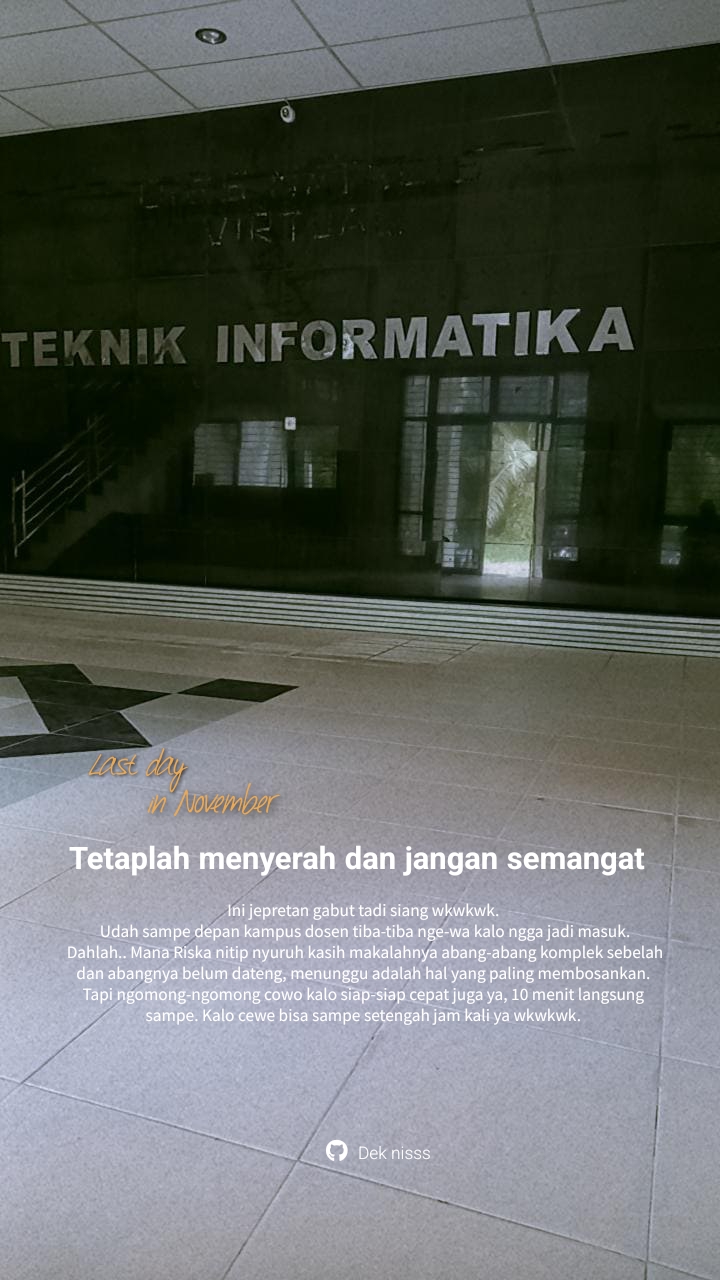 VIRTUAL
TEKNIK INFORMATIKA
Last day
in November
Tetaplah menyerah dan jangan semangat
Ini jepretan gabut tadi siang wkwkwk.
Udah sampe depan kampus dosen tiba-tiba nge-wa kalo ngga jadi masuk.
Dahlah.. Mana Riska nitip nyuruh kasih makalahnya abang-abang komplek sebelah
dan abangnya belum dateng, menunggu adalah hal yang paling membosankan.
Tapi ngomong-ngomong cowo kalo siap-siap cepat juga ya, 10 menit langsung
sampe. Kalo cewe bisa sampe setengah jam kali ya wkwkwk.
Dek nisss